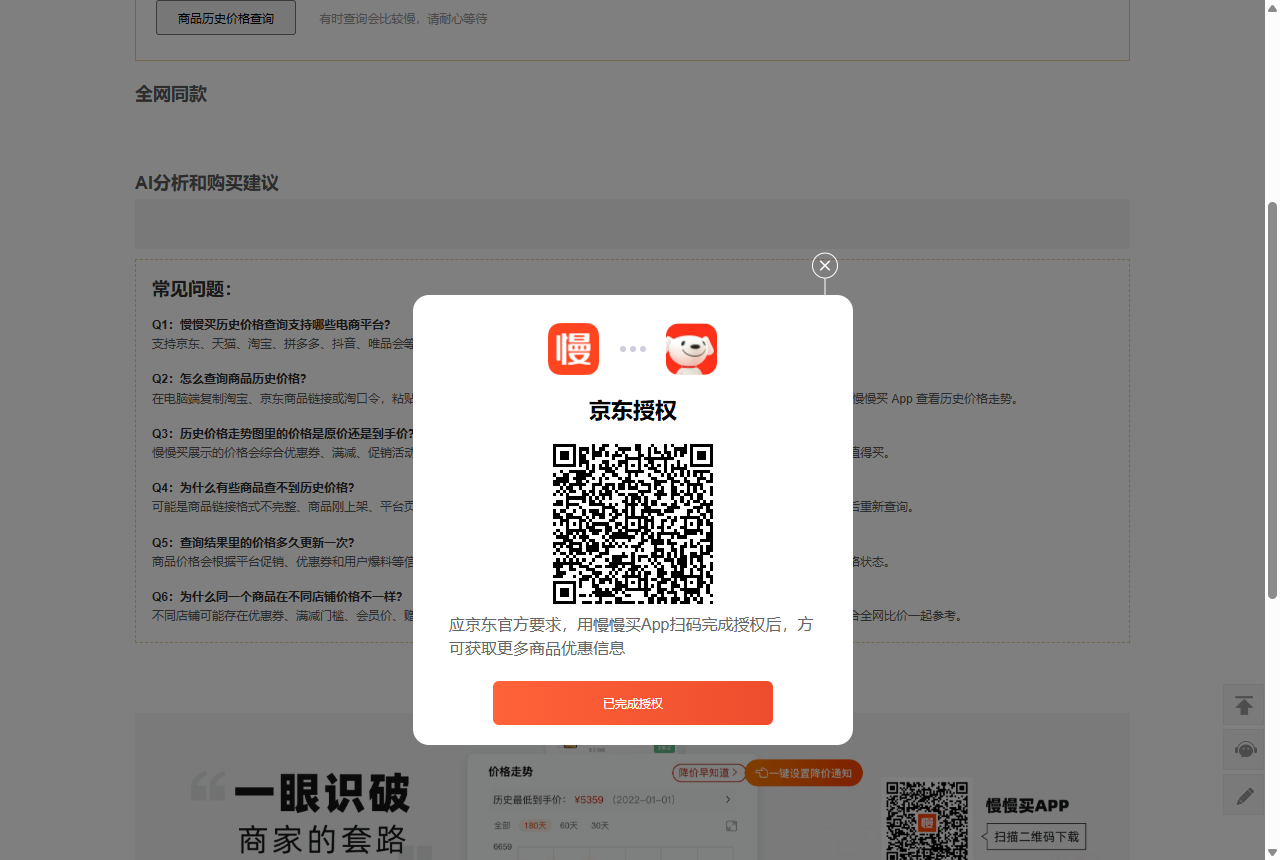 商品历史价格查询
有时查询会比较慢，请耐心等待
全网同款
AI分析和购买建议
常见问题：
Q1：慢慢买历史价格查询支持哪些电商平台?
支持京东、天猫、淘宝、拼多多、抖音、唯品会等
Q2：怎么查询商品历史价格?
在电脑端复制淘宝、京东商品链接或淘口令，粘贴
慢慢买 App 查看历史价格走势。
Q3：历史价格走势图里的价格是原价还是到手价?
慢慢买展示的价格会综合优惠券、满减、促销活动
值得买。
Q4：为什么有些商品查不到历史价格?
可能是商品链接格式不完整、商品刚上架、平台页
后重新查询。
Q5：查询结果里的价格多久更新一次?
商品价格会根据平台促销、优惠券和用户爆料等信
格状态。
Q6：为什么同一个商品在不同店铺价格不一样?
不同店铺可能存在优惠券、满减门槛、会员价、赠
合全网比价一起参考。
慢
京东授权
应京东官方要求，用慢慢买App扫码完成授权后，方
可获取更多商品优惠信息
已完成授权
一眼识破
商家的套路
价格走势
降价早知道
一键设置降价通知
历史最低到手价：¥5359（2022-01-01）
全部 180天 60天 30天
6659
慢
慢慢买APP
扫描二维码下载